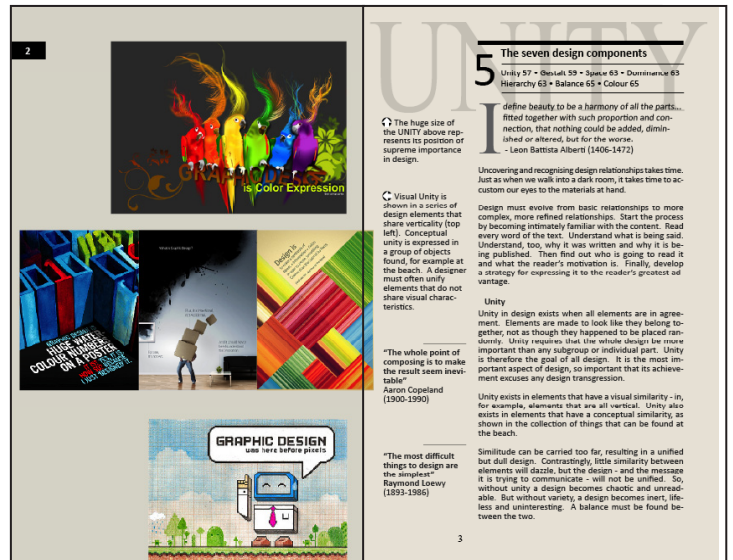 2
GRAPHIC DESIGN
is Color Expression
What is Graphic Design?
Design is
GRAPHIC DESIGN:
HUGE WATER-
COLOUR NUMBERS
ON A POSTER
GRAPHIC DESIGN
was here before pixels
UNITY
5
The seven design components
Unity 57 • Gestalt 59 • Space 63 • Dominance 63
Hierarchy 63 • Balance 65 • Colour 65
The huge size of
the UNITY above rep-
resents its position of
supreme importance
in design.
Visual Unity is
shown in a series of
design elements that
share verticality (top
left). Conceptual
unity is expressed in
a group of objects
found, for example at
the beach. A designer
must often unify
elements that do not
share visual charac-
teristics.
"The whole point of
composing is to make
the result seem inevi-
table"
Aaron Copeland
(1900-1990)
"The most difficult
things to design are
the simplest"
Raymond Loewy
(1893-1986)
I define beauty to be a harmony of all the parts...
fitted together with such proportion and con-
nection, that nothing could be added, dimin-
ished or altered, but for the worse.
- Leon Battista Alberti (1406-1472)
Uncovering and recognising design relationships takes time.
Just as when we walk into a dark room, it takes time to ac-
custom our eyes to the materials at hand.
Design must evolve from basic relationships to more
complex, more refined relationships. Start the process
by becoming intimately familiar with the content. Read
every word of the text. Understand what is being said.
Understand, too, why it was written and why it is be-
ing published. Then find out who is going to read it
and what the reader's motivation is. Finally, develop
a strategy for expressing it to the reader's greatest ad-
vantage.
Unity
Unity in design exists when all elements are in agree-
ment. Elements are made to look like they belong to-
gether, not as though they happened to be placed ran-
domly. Unity requires that the whole design be more
important than any subgroup or individual part. Unity
is therefore the goal of all design. It is the most im-
portant aspect of design, so important that its achieve-
ment excuses any design transgression.
Unity exists in elements that have a visual similarity - in,
for example, elements that are all vertical. Unity also
exists in elements that have a conceptual similarity, as
shown in the collection of things that can be found at
the beach.
Similitude can be carried too far, resulting in a unified
but dull design. Contrastingly, little similarity between
elements will dazzle, but the design - and the message
it is trying to communicate - will not be unified. So,
without unity a design becomes chaotic and unread-
able. But without variety, a design becomes inert, life-
less and uninteresting. A balance must be found be-
tween the two.
3